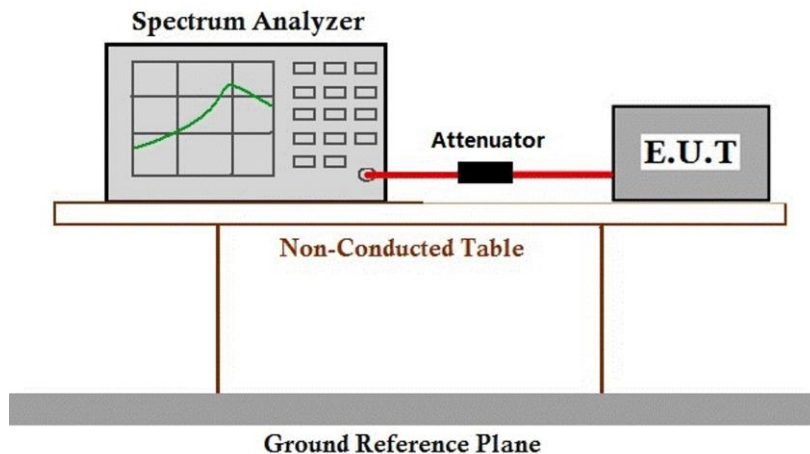 Spectrum Analyzer
Attenuator
E.U.T
Non-Conducted Table
Ground Reference Plane